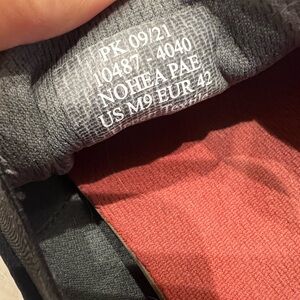 PK 09/21
10487 - 4040
NOHEA PAE
US M9 EUR 42